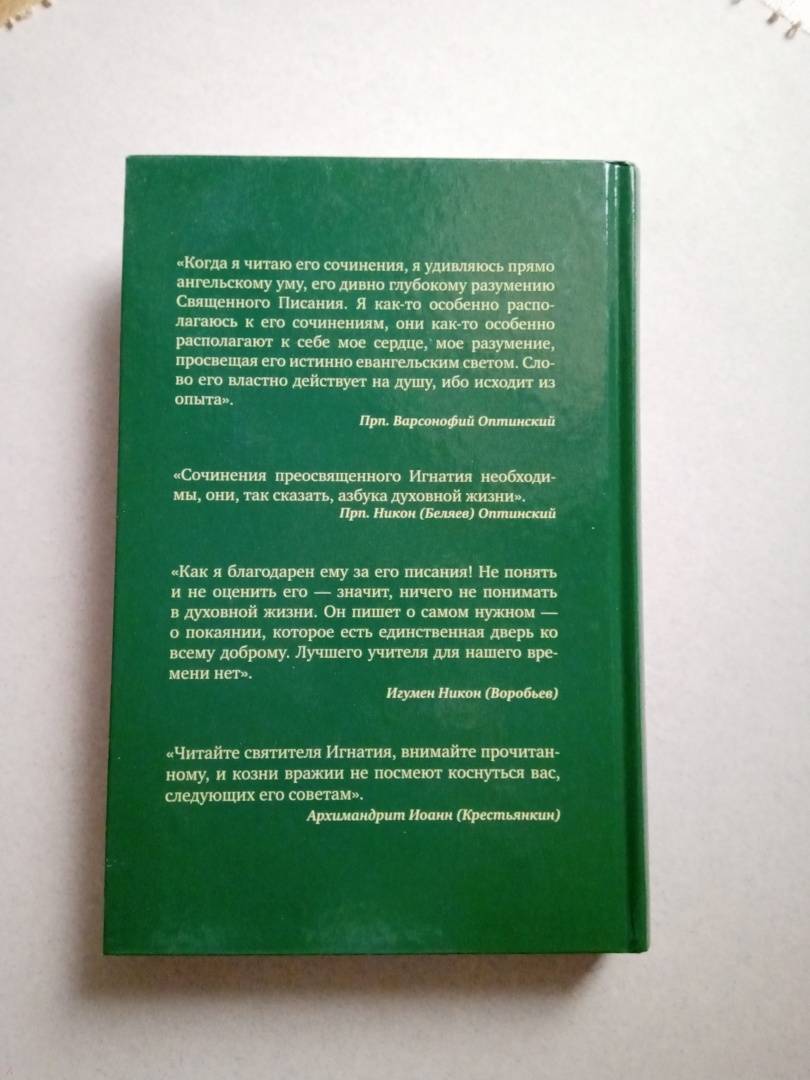 «Когда я читаю его сочинения, я удивляюсь прямо
ангельскому уму, его дивно глубокому разумению
Священного Писания. Я как-то особенно распо-
лагаюсь к его сочинениям, они как-то особенно
располагают к себе мое сердце, мое разумение,
просвещая его истинно евангельским светом. Сло-
во его властно действует на душу, ибо исходит из
опыта».
Прп. Варсонофий Оптинский
«Сочинения преосвященного Игнатия необходи-
мы, они, так сказать, азбука духовной жизни».
Прп. Никон (Беляев) Оптинский
«Как я благодарен ему за его писания! Не понять
и не оценить его — значит, ничего не понимать
в духовной жизни. Он пишет о самом нужном —
о покаянии, которое есть единственная дверь ко
всему доброму. Лучшего учителя для нашего вре-
мени нет».
Игумен Никон (Воробьев)
«Читайте святителя Игнатия, внимайте прочитан-
ному, и козни вражии не посмеют коснуться вас,
следующих его советам».
Архимандрит Иоанн (Крестьянкин)